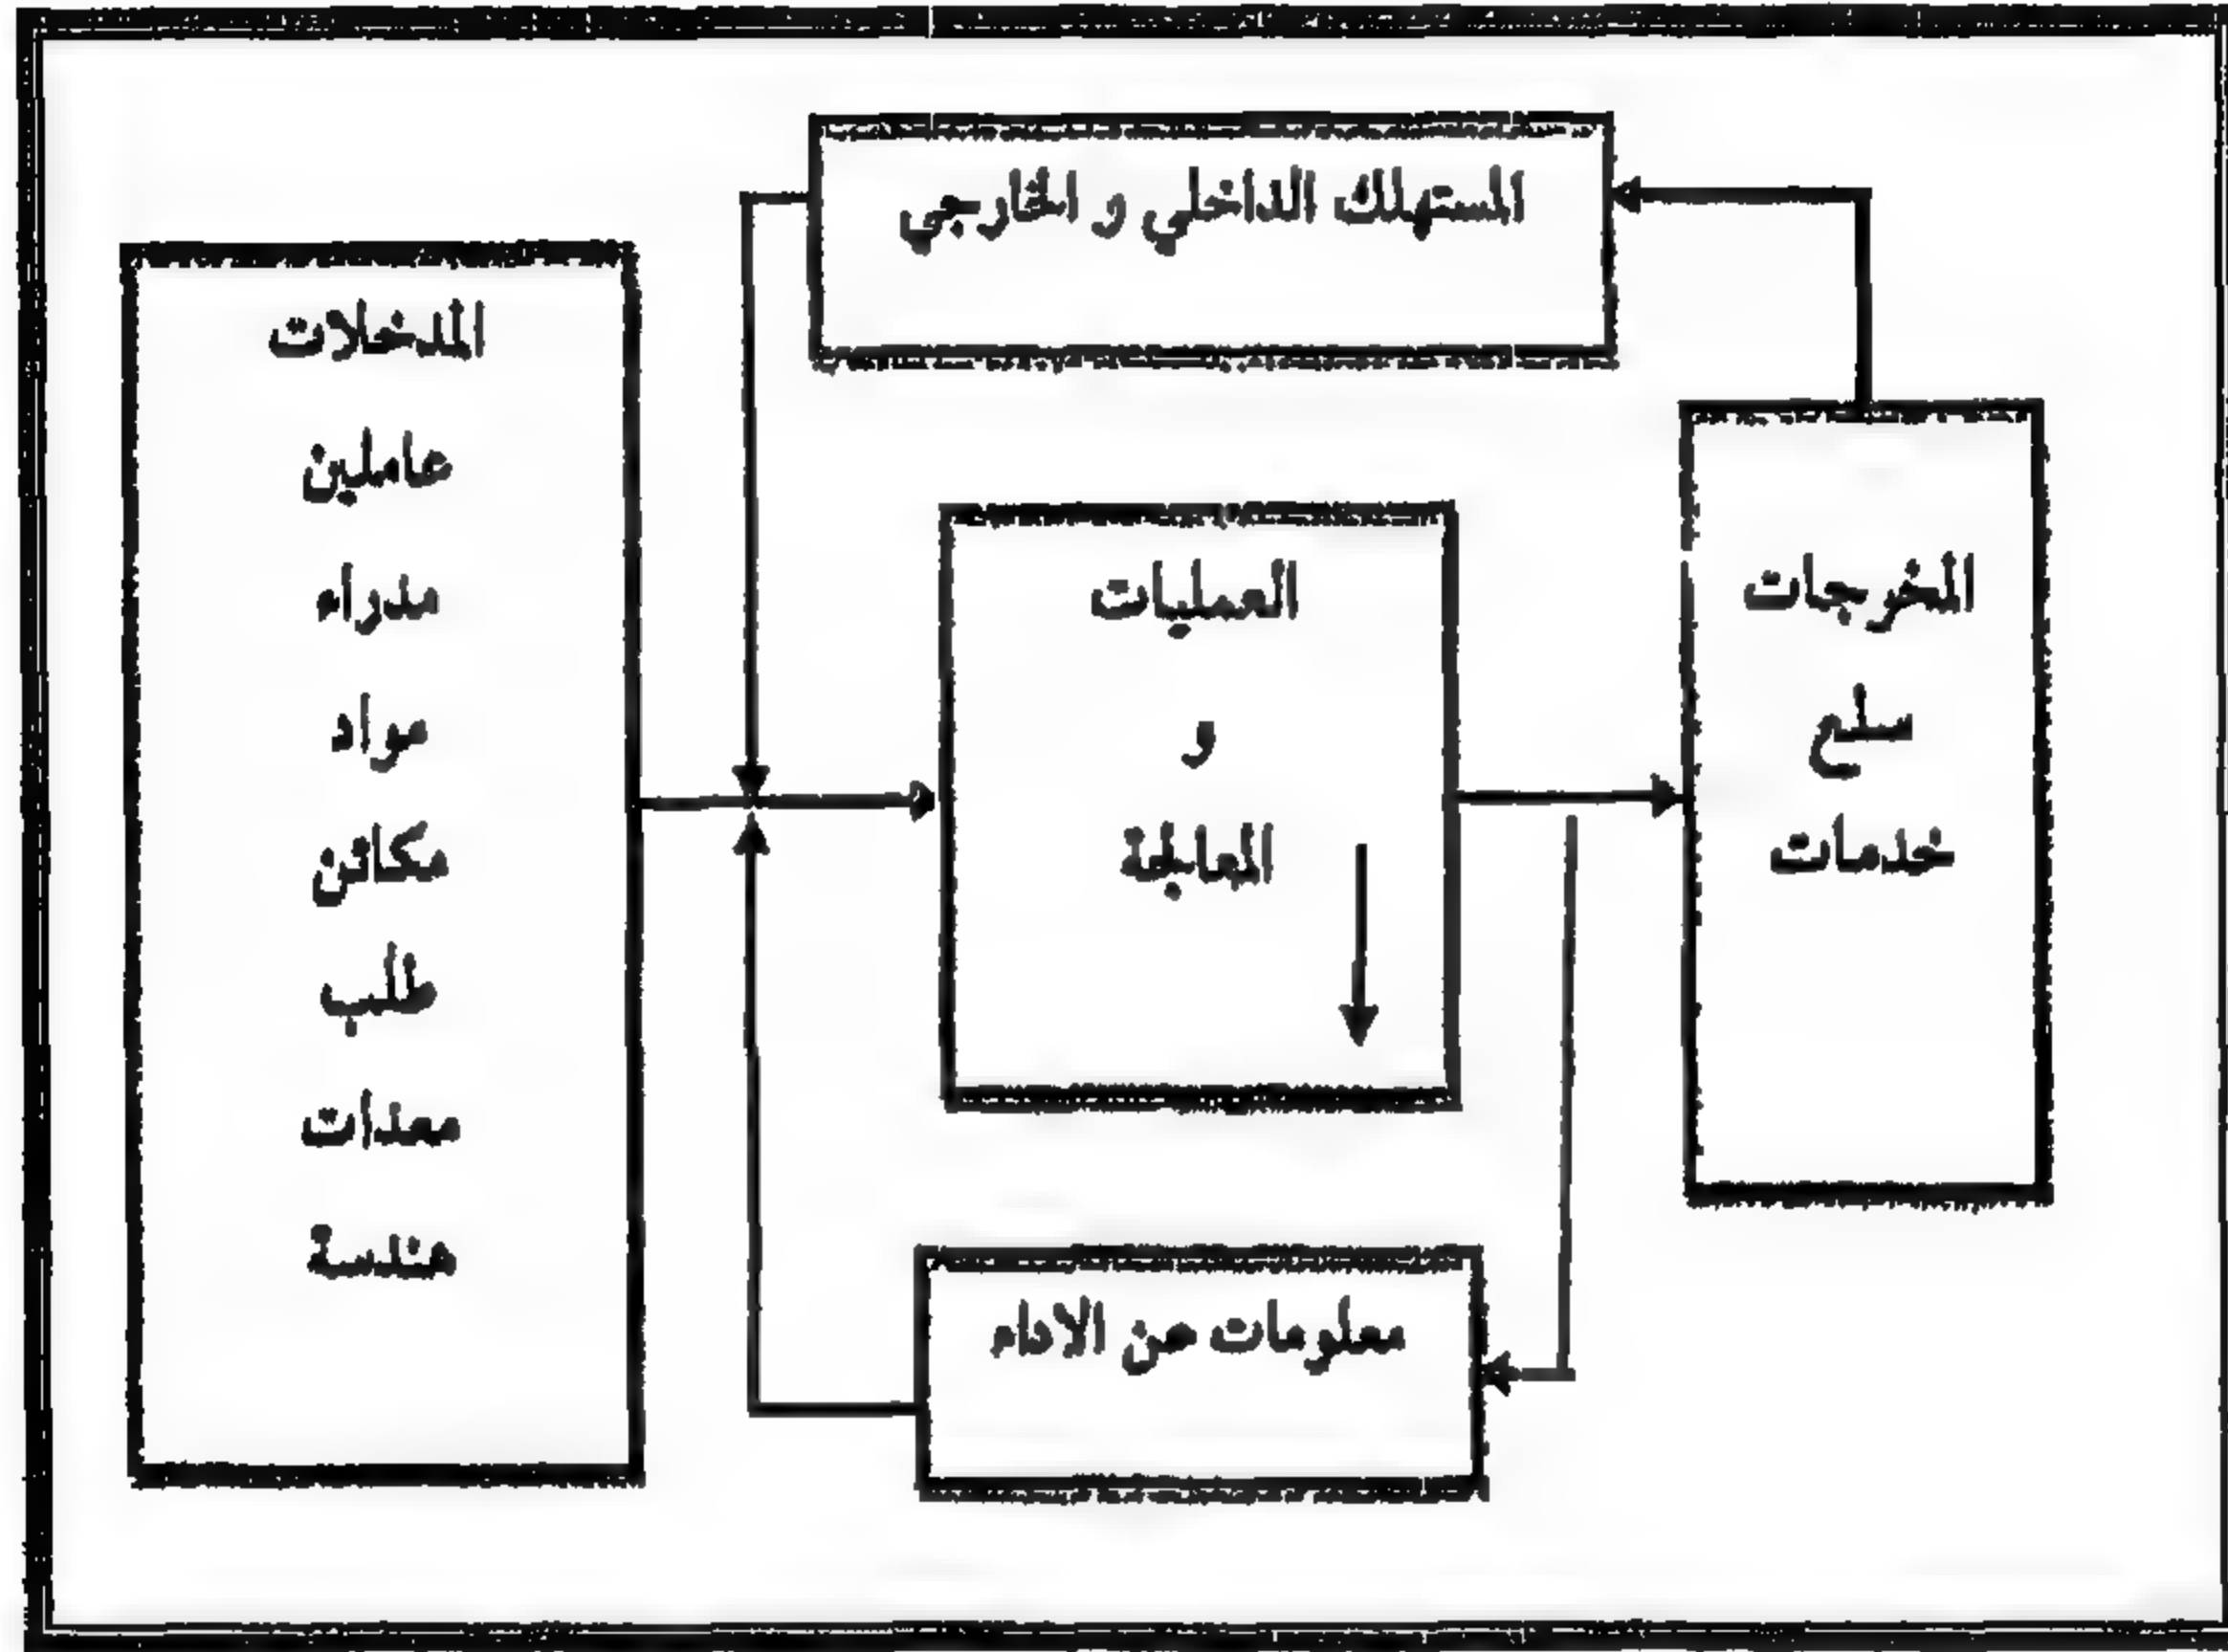 المستهلك الداخلي و الخارجي
المدخلات
عاملين
مدراء
مواد
مكائن
طلب
معدات
هندسة
العمليات
و
المعالجة
المخرجات
سلع
خدمات
معلومات عن الاداء